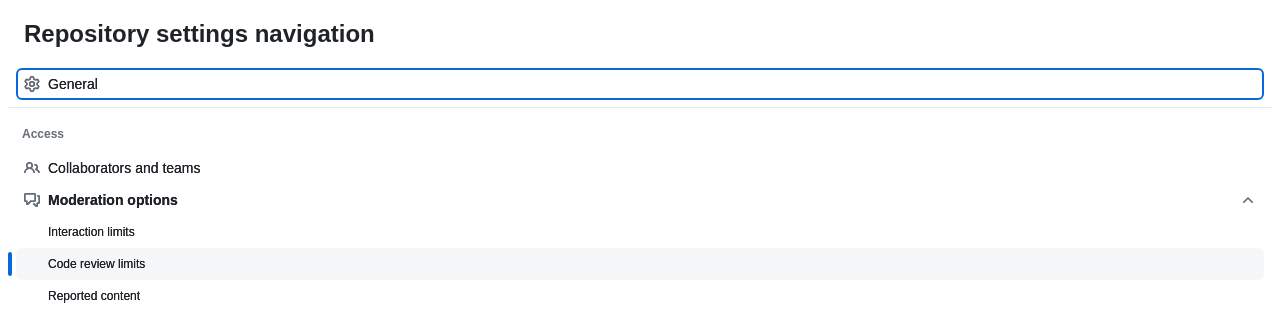 Repository settings navigation
General
Access
Collaborators and teams
Moderation options
Interaction limits
Code review limits
Reported content